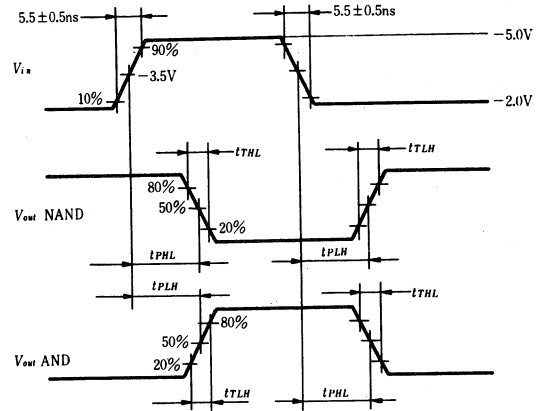 5.5±0.5ns
5.5±0.5ns
90%
−5.0V
Vin
−3.5V
10%
−2.0V
tTHL
tTLH
80%
Vout NAND
50%
20%
tPHL
tPLH
tPLH
tTHL
80%
50%
Vout AND
20%
tTLH
tPHL